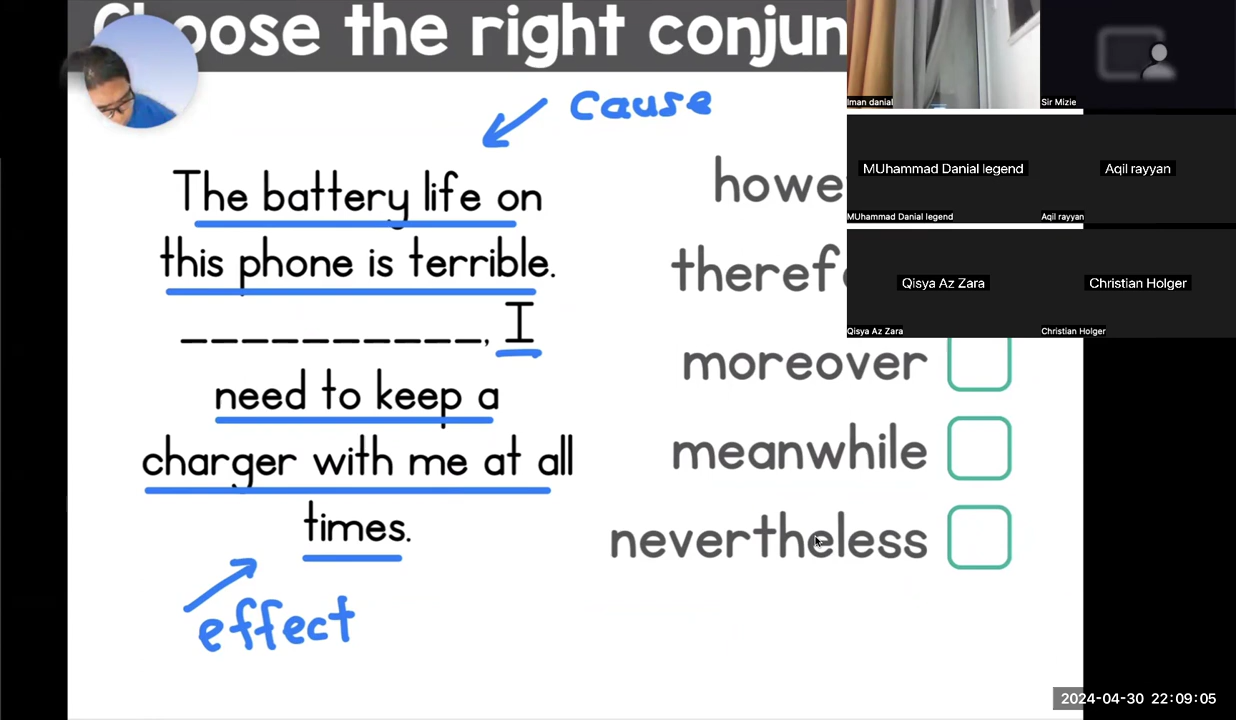 Choose the right conjun
cause
The battery life on
this phone is terrible.
__________, I
need to keep a
charger with me at all
times.
effect
howe
theref
moreover
meanwhile
nevertheless
Iman danial
Sir Mizie
MUhammad Danial legend
Aqil rayyan
MUhammad Danial legend
Aqil rayyan
Qisya Az Zara
Christian Holger
Qisya Az Zara
Christian Holger
2024-04-30 22:09:05